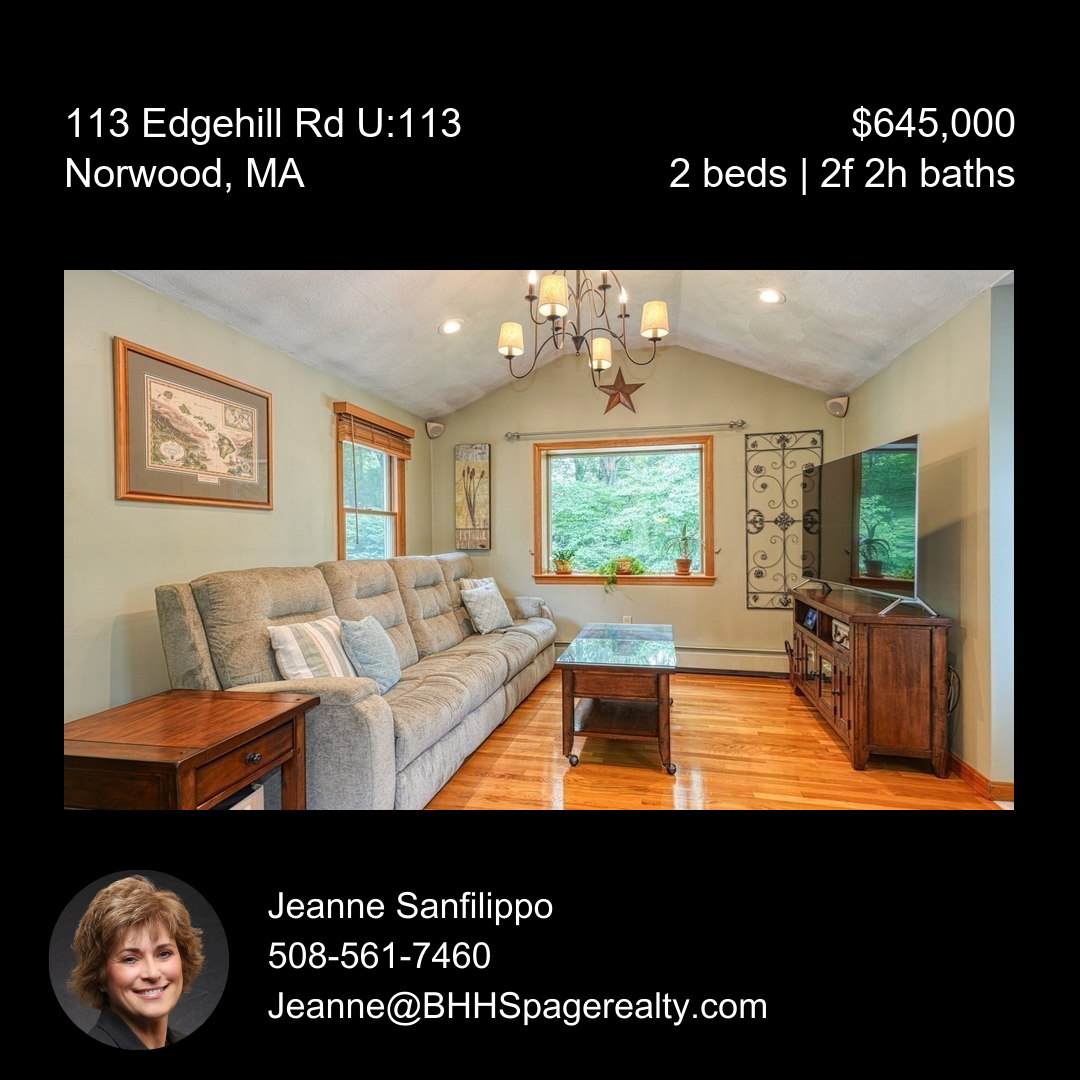 113 Edgehill Rd U:113
Norwood, MA
$645,000
2 beds | 2f 2h baths
Jeanne Sanfilippo
508-561-7460
Jeanne@BHHSpagerealty.com